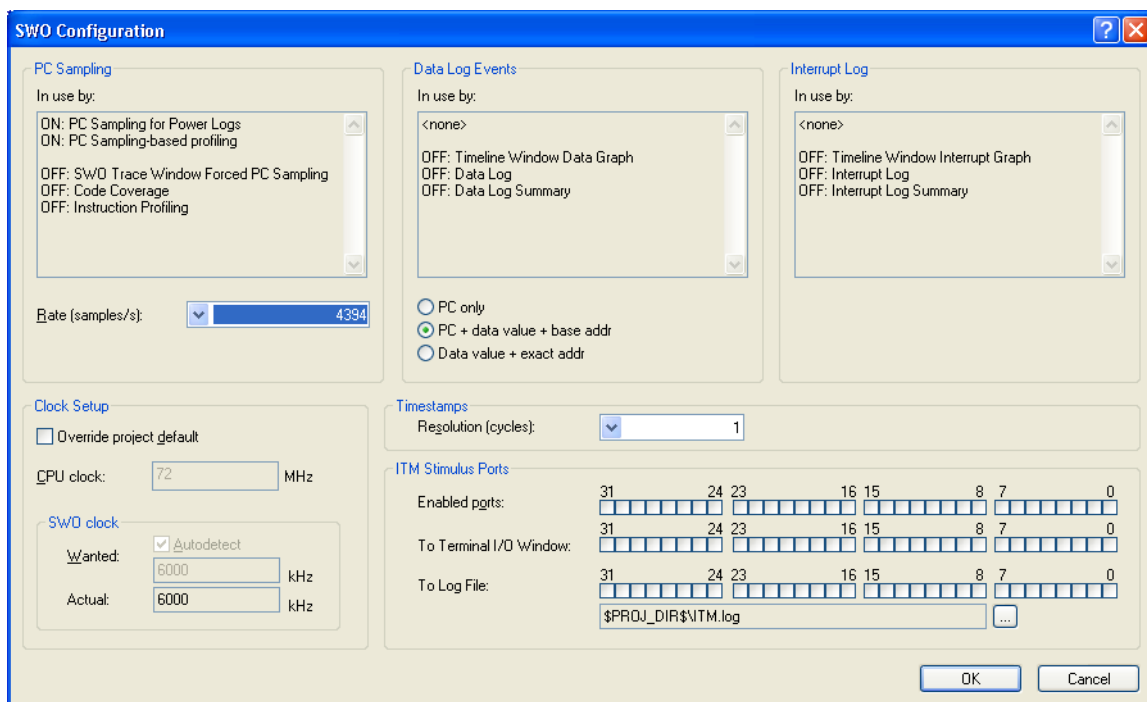 SWO Configuration
PC Sampling
In use by:
ON: PC Sampling for Power Logs
ON: PC Sampling-based profiling
OFF: SWO Trace Window Forced PC Sampling
OFF: Code Coverage
OFF: Instruction Profiling
Rate (samples/s):
4394
Data Log Events
In use by:
<none>
OFF: Timeline Window Data Graph
OFF: Data Log
OFF: Data Log Summary
PC only
PC + data value + base addr
Data value + exact addr
Interrupt Log
In use by:
<none>
OFF: Timeline Window Interrupt Graph
OFF: Interrupt Log
OFF: Interrupt Log Summary
Clock Setup
Override project default
CPU clock: 72 MHz
SWO clock
Wanted:
Autodetect
6000 kHz
Actual: 6000 kHz
Timestamps
Resolution (cycles): 1
ITM Stimulus Ports
31 24 23 16 15 8 7 0
Enabled ports:
31 24 23 16 15 8 7 0
To Terminal I/O Window:
31 24 23 16 15 8 7 0
To Log File:
$PROJ_DIR$\ITM.log
...
OK
Cancel